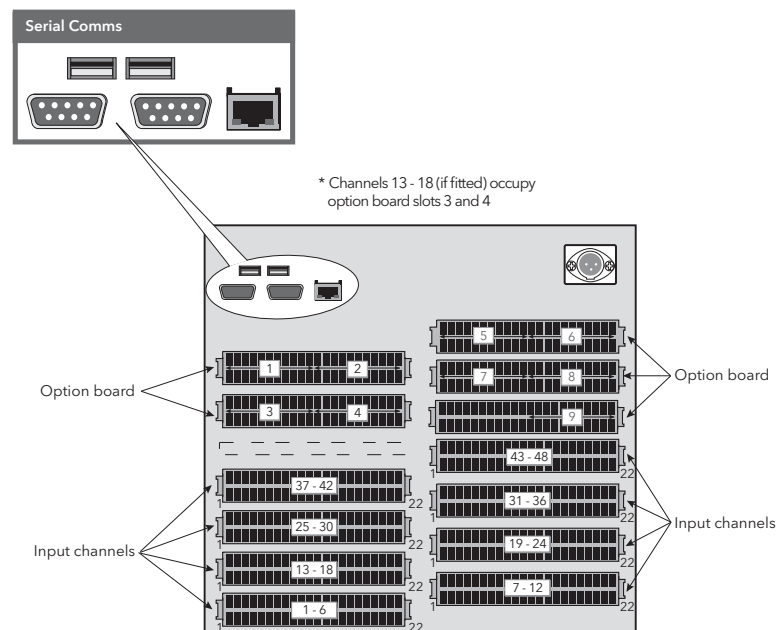 Serial Comms
* Channels 13 - 18 (if fitted) occupy
option board slots 3 and 4
5
6
1
2
Option board
7
8
Option board
3
4
9
43 - 48
1
22
37 - 42
1
22
31 - 36
1
22
25 - 30
Input channels
19 - 24
1
22
Input channels
13 - 18
1
22
7 - 12
1
22
1 - 6
1
22